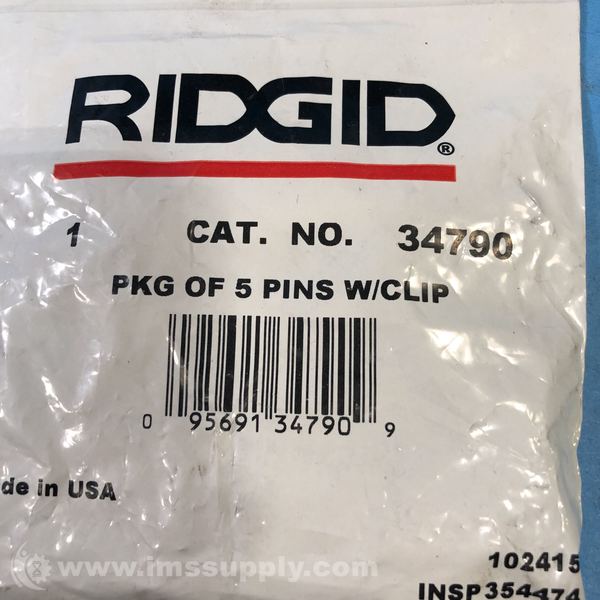 RIDGID®
1 CAT. NO. 34790
PKG OF 5 PINS W/CLIP
0 95691 34790 9
de in USA
102415
INSP354474
www.imssupply.com